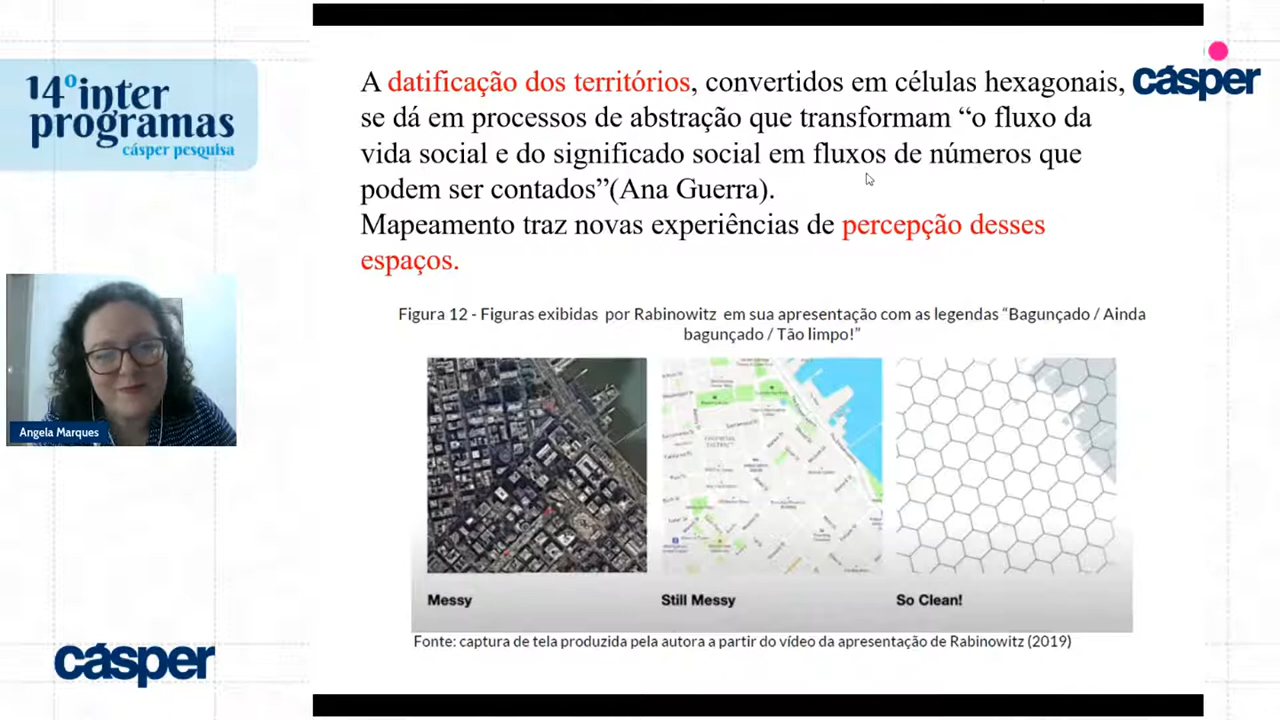 14º inter
programas
cásper pesquisa
cásper
A datificação dos territórios, convertidos em células hexagonais,
se dá em processos de abstração que transformam “o fluxo da
vida social e do significado social em fluxos de números que
podem ser contados”(Ana Guerra).
Mapeamento traz novas experiências de percepção desses
espaços.
Figura 12 - Figuras exibidas por Rabinowitz em sua apresentação com as legendas “Bagunçado / Ainda
bagunçado / Tão limpo!”
Messy
Still Messy
So Clean!
Fonte: captura de tela produzida pela autora a partir do vídeo da apresentação de Rabinowitz (2019)
Angela Marques
cásper